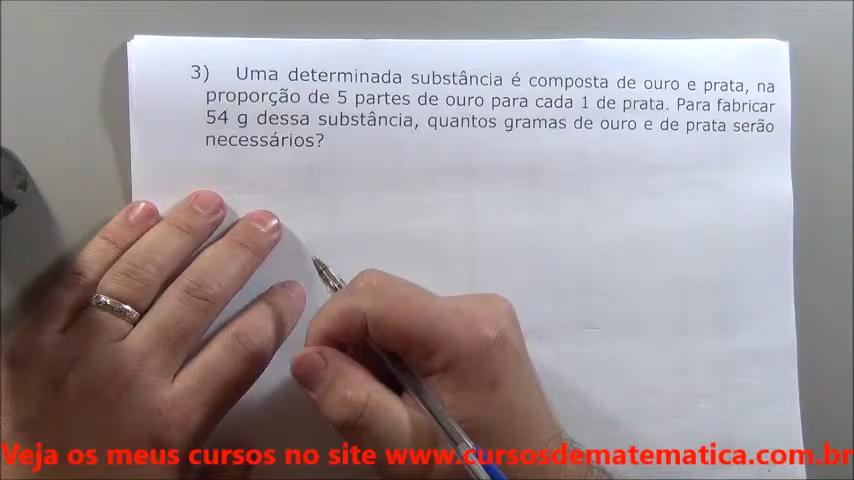 3) Uma determinada substância é composta de ouro e prata, na
proporção de 5 partes de ouro para cada 1 de prata. Para fabricar
54 g dessa substância, quantos gramas de ouro e de prata serão
necessários?
Veja os meus cursos no site www.cursosdematematica.com.br